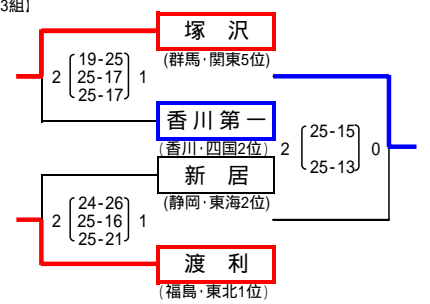 3組】
塚 沢
(群馬·関東5位)
2 19-25 1
25-17
25-17
香川第一
(香川·四国2位)
2 25-15 0
25-13
新 居
(静岡·東海2位)
2 24-26 1
25-16
25-21
渡 利
(福島·東北1位)